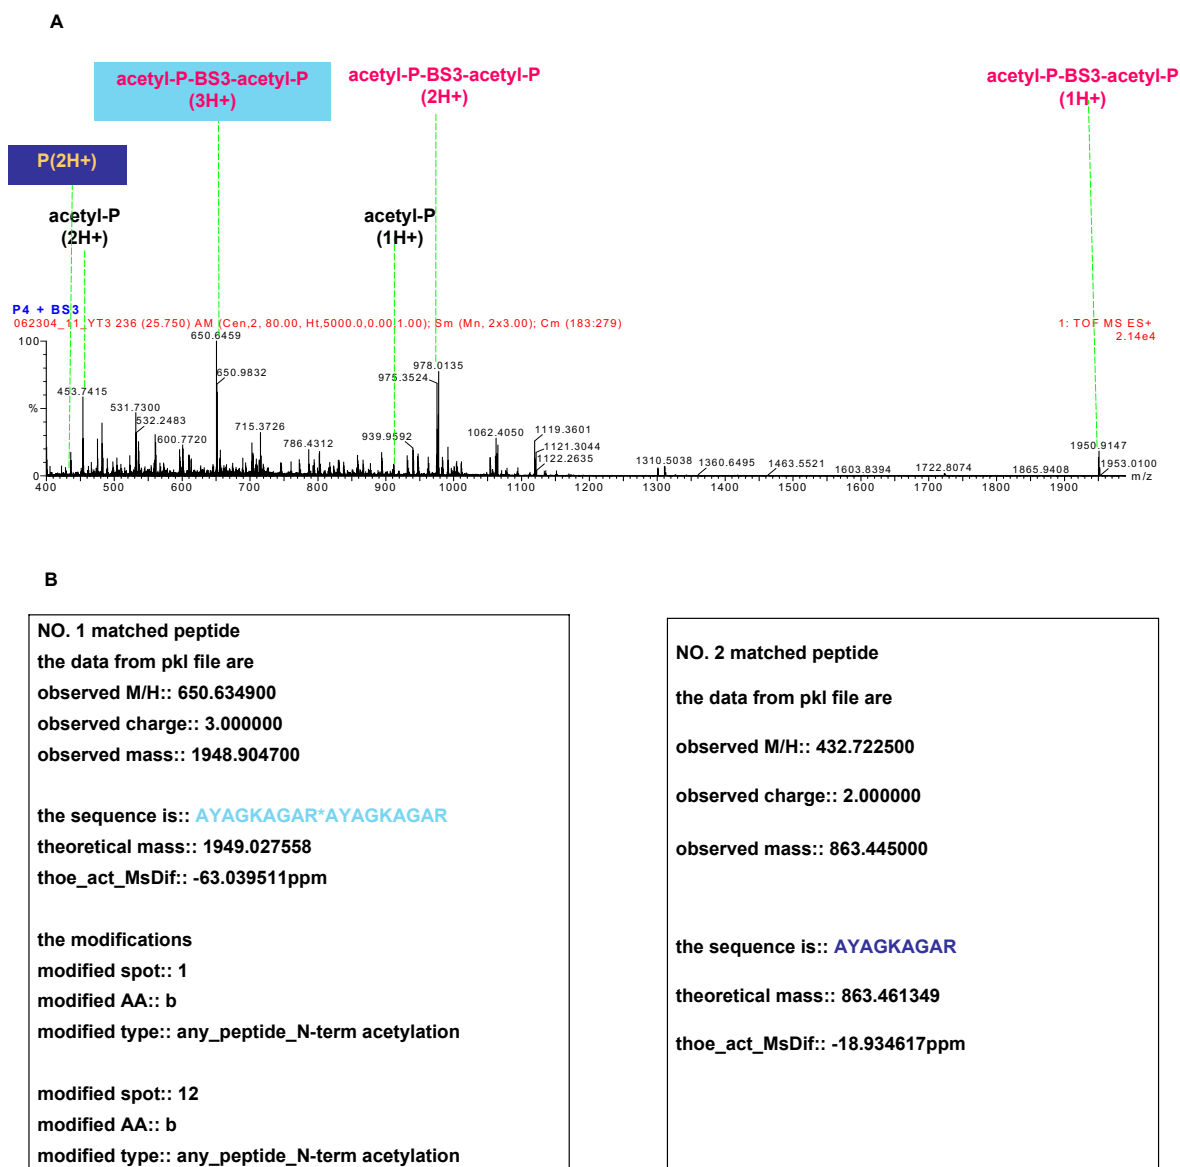 A
acetyl-P-BS3-acetyl-P
(3H+)
acetyl-P-BS3-acetyl-P
(2H+)
acetyl-P-BS3-acetyl-P
(1H+)
P(2H+)
acetyl-P
(2H+)
acetyl-P
(1H+)
P4 + BS3
062304_11_YT3 236 (25.750) AM (Cen,2, 80.00, Ht,5000.0,0.00,1.00); Sm (Mn, 2x3.00); Cm (183:279)
1: TOF MS ES+
2.14e4
100
%
0
650.6459
650.9832
453.7415
531.7300
532.2483
600.7720
715.3726
786.4312
939.9592
975.3524
978.0135
1062.4050
1119.3601
1121.3044
1122.2635
1310.5038
1360.6495
1463.5521
1603.8394
1722.8074
1865.9408
1950.9147
1953.0100
400 500 600 700 800 900 1000 1100 1200 1300 1400 1500 1600 1700 1800 1900
m/z
B
NO. 1 matched peptide
the data from pkl file are
observed M/H:: 650.634900
observed charge:: 3.000000
observed mass:: 1948.904700
the sequence is:: AYAGKAGAR*AYAGKAGAR
theoretical mass:: 1949.027558
thoe_act_MsDif:: -63.039511ppm
the modifications
modified spot:: 1
modified AA:: b
modified type:: any_peptide_N-term acetylation
modified spot:: 12
modified AA:: b
modified type:: any_peptide_N-term acetylation
NO. 2 matched peptide
the data from pkl file are
observed M/H:: 432.722500
observed charge:: 2.000000
observed mass:: 863.445000
the sequence is:: AYAGKAGAR
theoretical mass:: 863.461349
thoe_act_MsDif:: -18.934617ppm